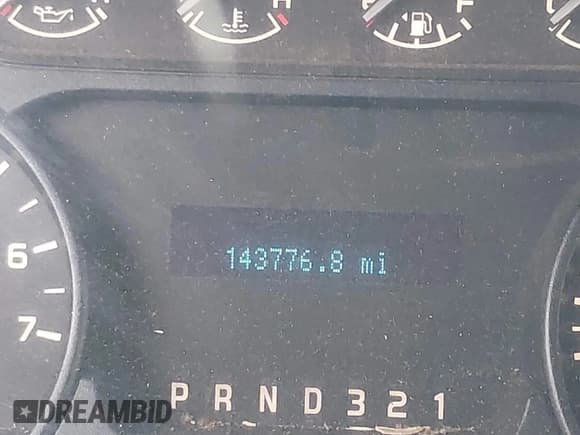 H F
6
7
143776.8 mi
P R N D 3 2 1
DREAMBID